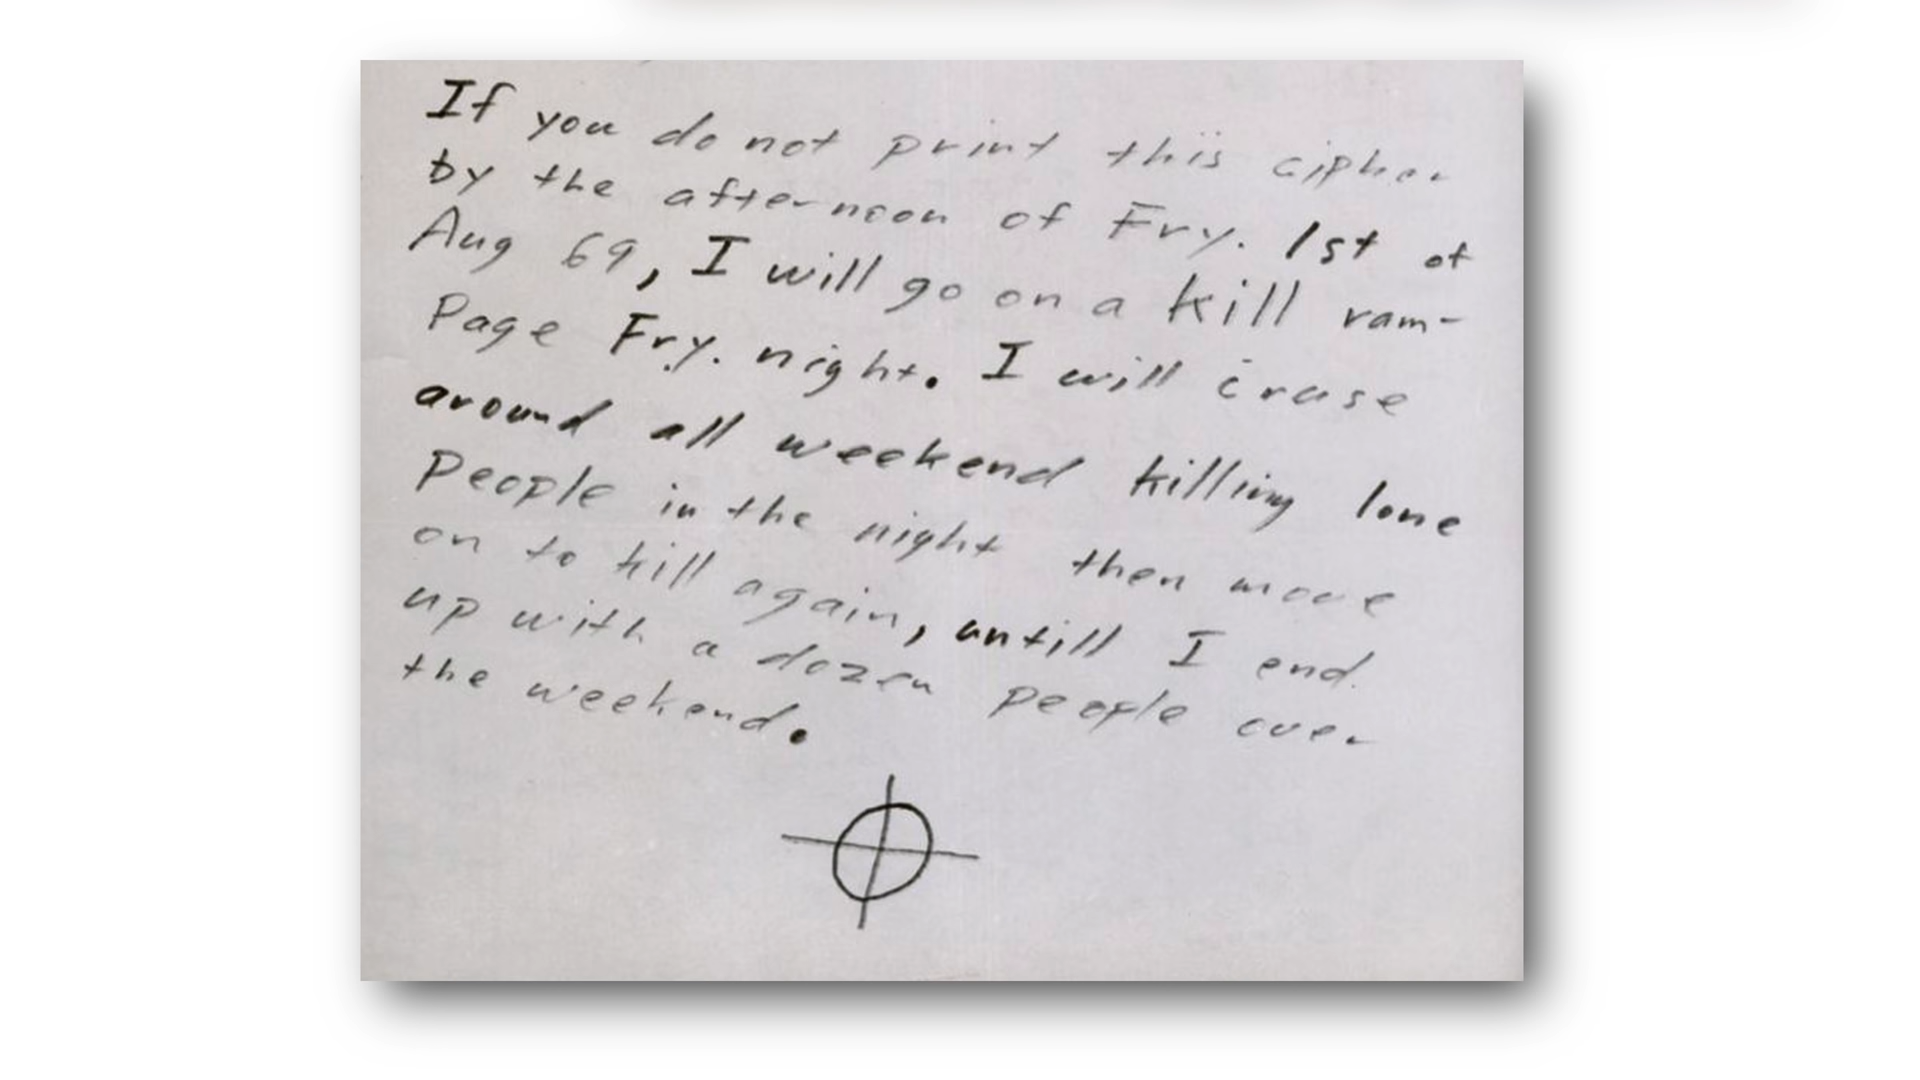 If you do not print this cipher
by the afternoon of Fry. 1st of
Aug 69, I will go on a kill ram-
Page Fry. night. I will cruse
around all weekend killing lone
people in the night then move
on to kill again, untill I end
up with a dozen people over
the weekend.